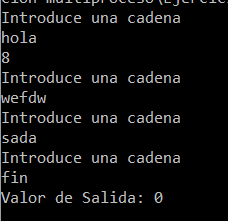 Introduce una cadena
hola
8
Introduce una cadena
wefdw
Introduce una cadena
sada
Introduce una cadena
fin
Valor de Salida: 0